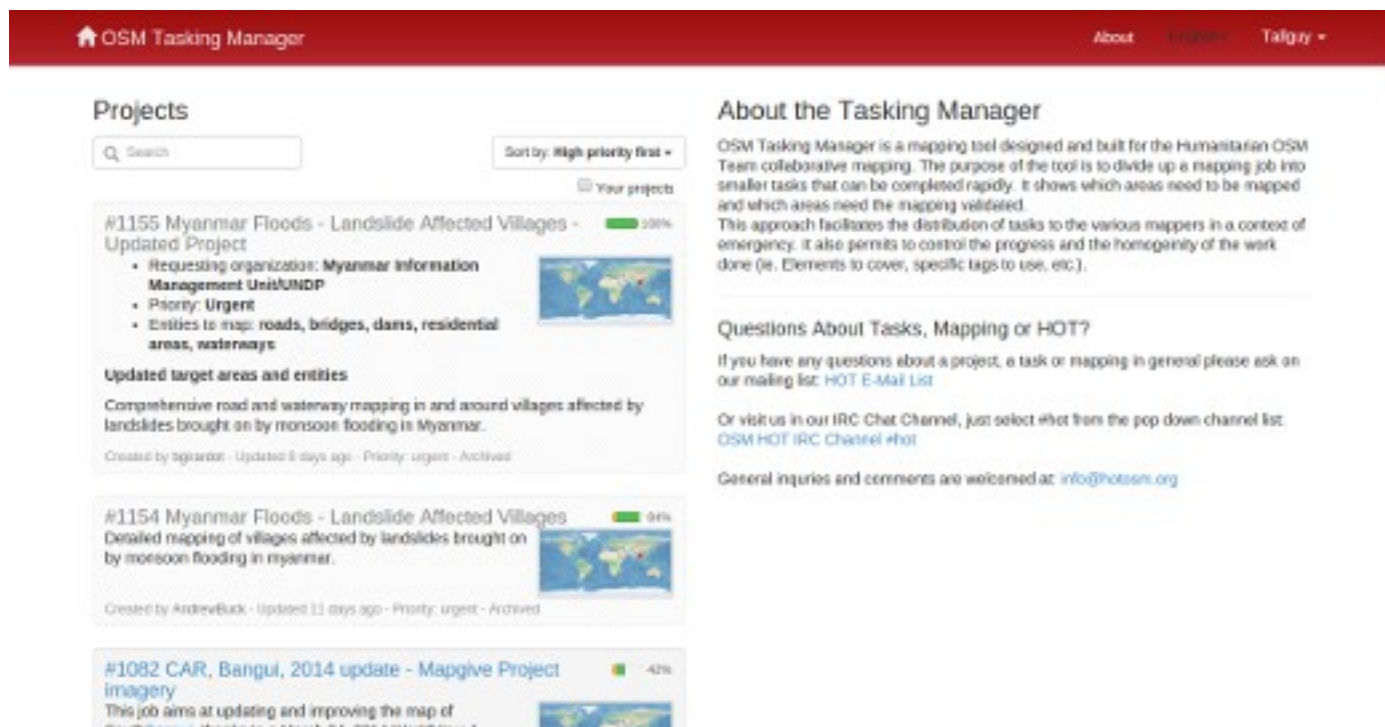 OSM Tasking Manager
About
English
Tallguy
Projects
Search
Sort by: High priority first
Your projects
#1155 Myanmar Floods - Landslide Affected Villages -
Updated Project
100%
• Requesting organization: Myanmar Information
Management Unit/UNDP
• Priority: Urgent
• Entities to map: roads, bridges, dams, residential
areas, waterways
Updated target areas and entities
Comprehensive road and waterway mapping in and around villages affected by
landslides brought on by monsoon flooding in Myanmar.
Created by bgirardot - Updated 8 days ago - Priority: urgent - Archived
#1154 Myanmar Floods - Landslide Affected Villages
Detailed mapping of villages affected by landslides brought on
by monsoon flooding in myanmar.
Created by AndrewBuck - Updated 11 days ago - Priority: urgent - Archived
#1082 CAR, Bangui, 2014 update - Mapgive Project
imagery
42%
This job aims at updating and improving the map of
About the Tasking Manager
OSM Tasking Manager is a mapping tool designed and built for the Humanitarian OSM
Team collaborative mapping. The purpose of the tool is to divide up a mapping job into
smaller tasks that can be completed rapidly. It shows which areas need to be mapped
and which areas need the mapping validated.
This approach facilitates the distribution of tasks to the various mappers in a context of
emergency. It also permits to control the progress and the homogeinity of the work
done (ie. Elements to cover, specific tags to use, etc.).
Questions About Tasks, Mapping or HOT?
If you have any questions about a project, a task or mapping in general please ask on
our mailing list: HOT E-Mail List
Or visit us in our IRC Chat Channel, just select #hot from the pop down channel list:
OSM HOT IRC Channel #hot
General inquries and comments are welcomed at: info@hotosm.org